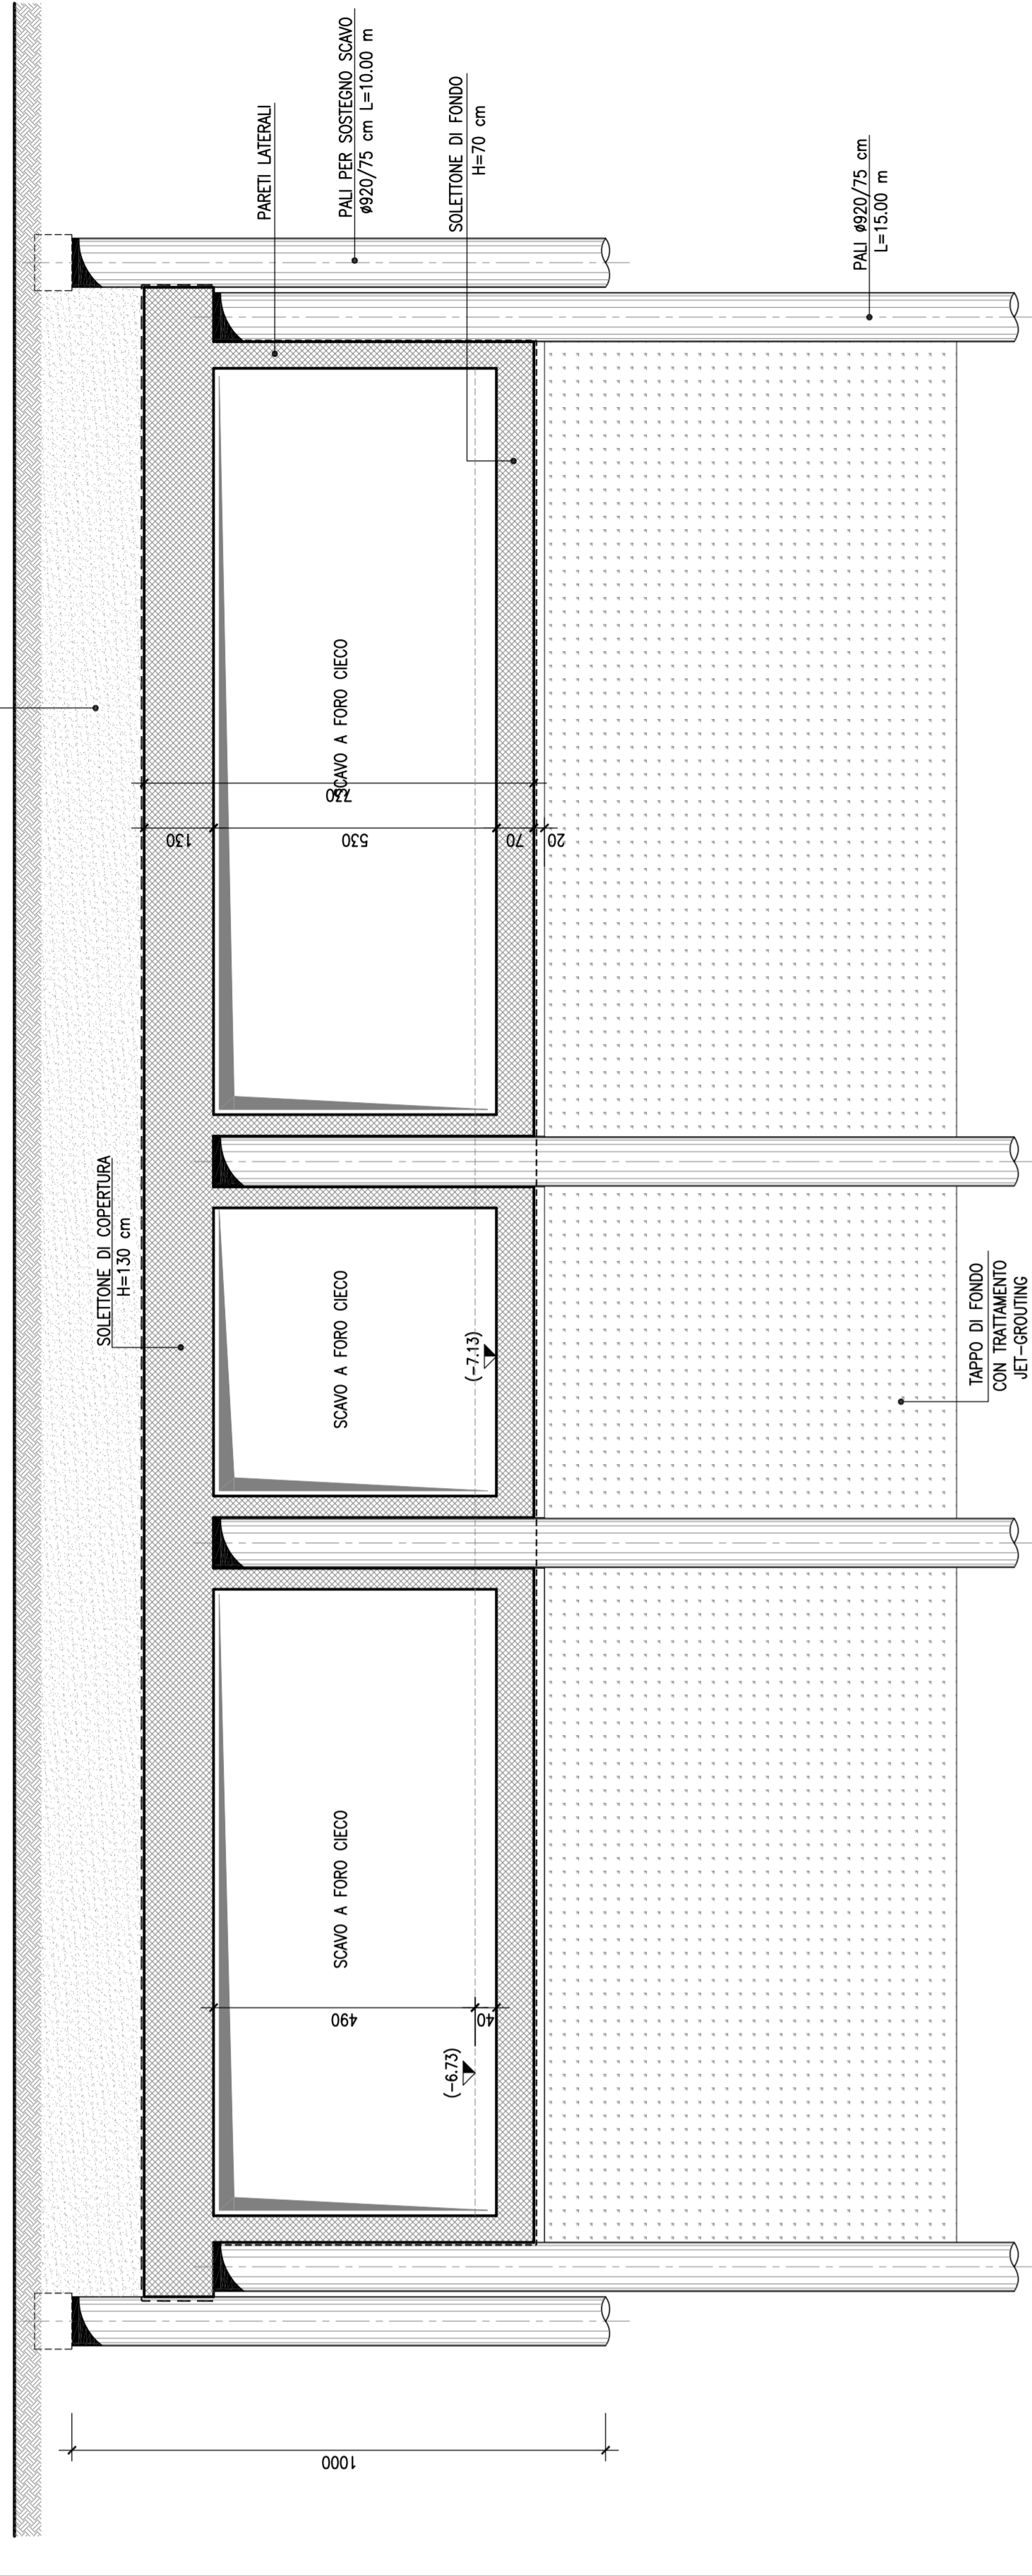 PARETI LATERALI
PALI PER SOSTEGNO SCAVO
ø920/75 cm L=10.00 m
SOLETTONE DI FONDO
H=70 cm
PALI ø920/75 cm
L=15.00 m
SCAVO A FORO CIECO
730
130
530
70
20
SOLETTONE DI COPERTURA
H=130 cm
SCAVO A FORO CIECO
(-7.13)
TAPPO DI FONDO
CON TRATTAMENTO
JET-GROUTING
SCAVO A FORO CIECO
490
40
(-6.73)
1000